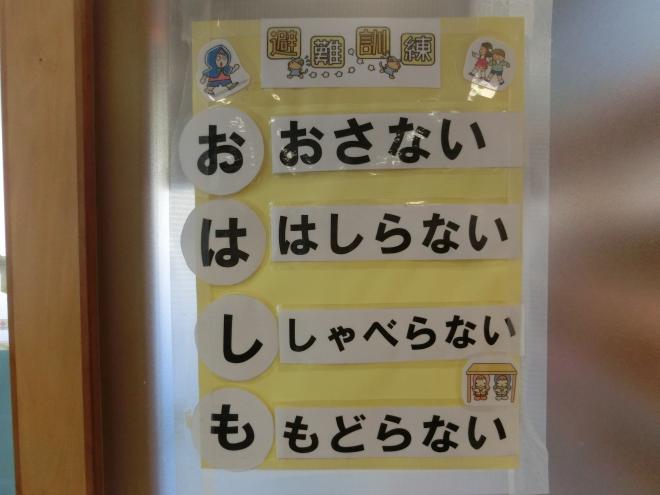 避難訓練
お おさない
は はしらない
し しゃべらない
も もどらない